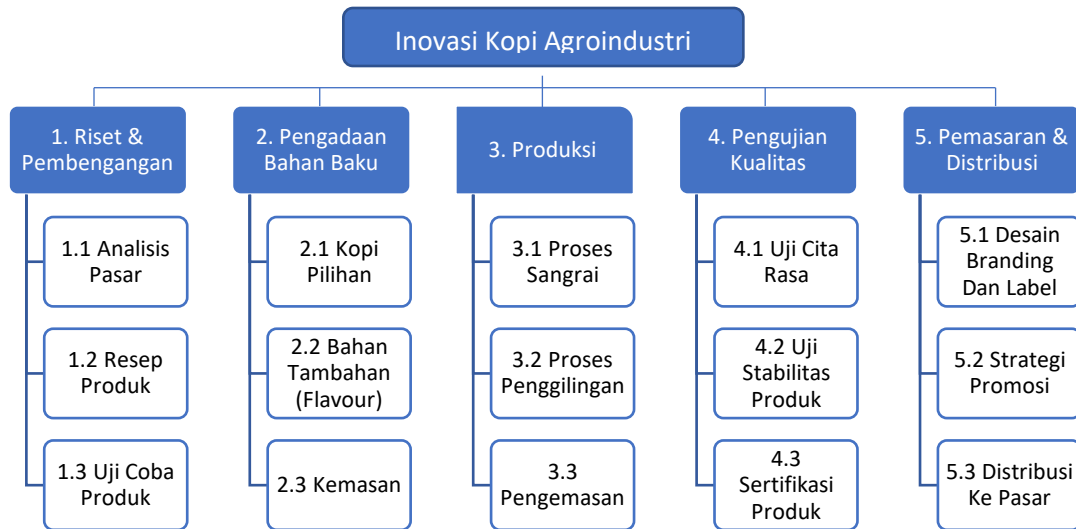 Inovasi Kopi Agroindustri
1. Riset &
Pembengangan
2. Pengadaan
Bahan Baku
3. Produksi
4. Pengujian
Kualitas
5. Pemasaran &
Distribusi
1.1 Analisis
Pasar
1.2 Resep
Produk
1.3 Uji Coba
Produk
2.1 Kopi
Pilihan
2.2 Bahan
Tambahan
(Flavour)
2.3 Kemasan
3.1 Proses
Sangrai
3.2 Proses
Penggilingan
3.3
Pengemasan
4.1 Uji Cita
Rasa
4.2 Uji
Stabilitas
Produk
4.3
Sertifikasi
Produk
5.1 Desain
Branding
Dan Label
5.2 Strategi
Promosi
5.3 Distribusi
Ke Pasar